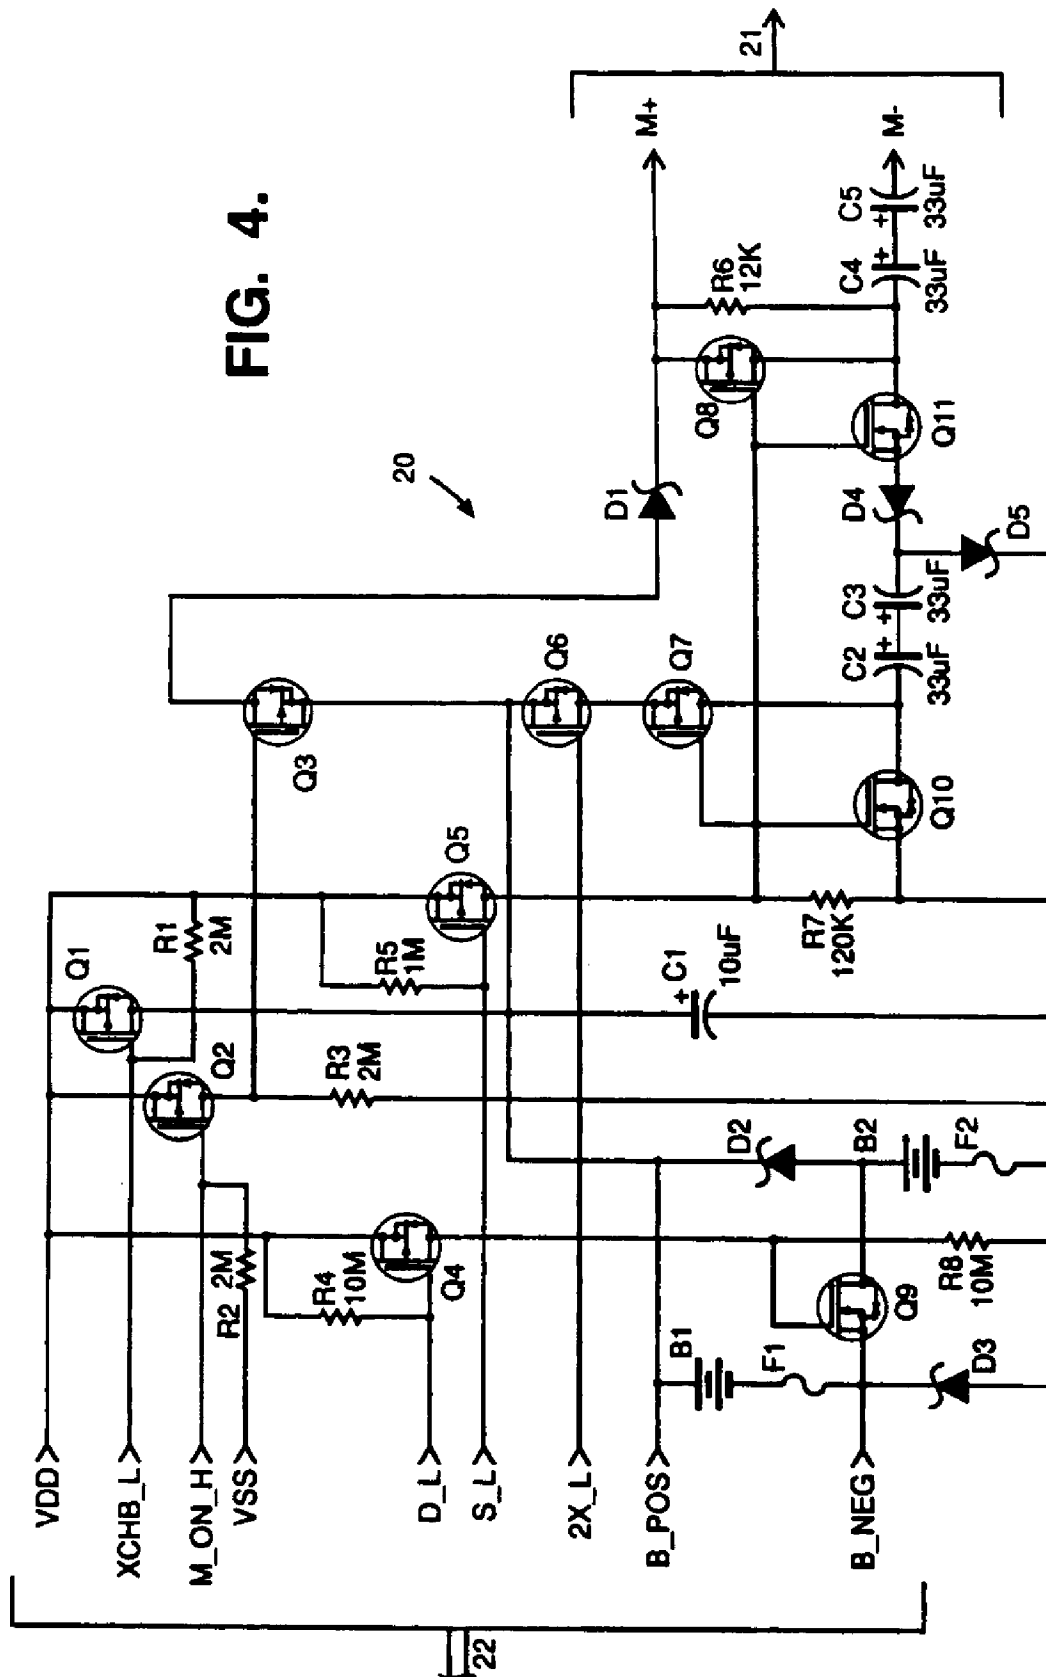 FIG. 4.
20
21
22
VDD
XCHB_L
M_ON_H
VSS
D_L
S_L
2X_L
B_POS
B_NEG
M+
M-
Q1
R1
2M
Q2
R2
2M
R3
2M
Q3
R4
10M
Q4
R5
1M
Q5
D1
Q6
Q7
Q8
R6
12K
C1
+
10uF
R7
120K
D2
B1
F1
B2
F2
Q9
R8
10M
D3
Q10
C2
+
33uF
C3
+
33uF
D4
D5
Q11
C4
+
33uF
C5
+
33uF